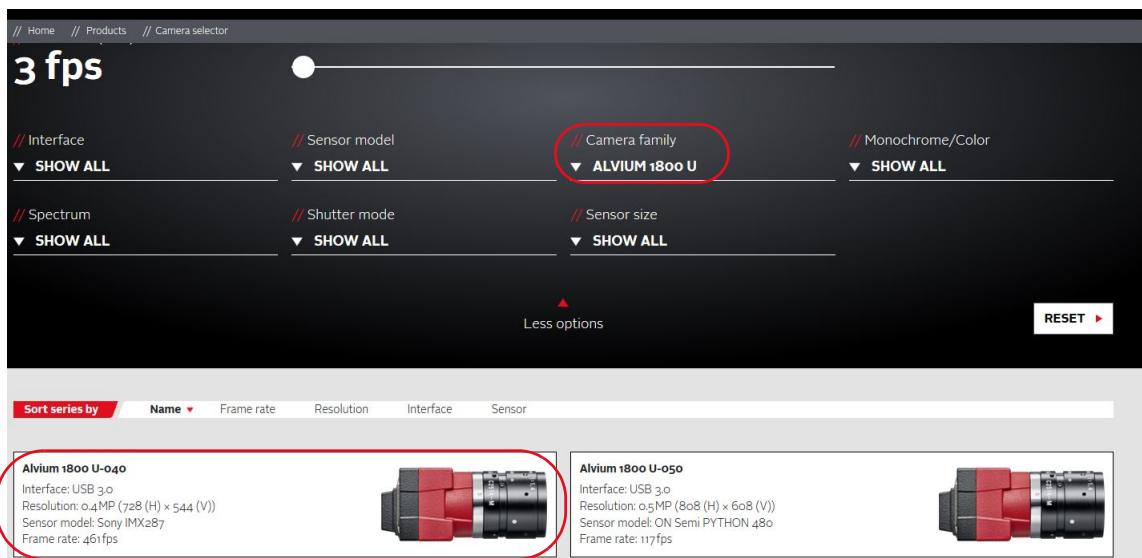 // Home // Products // Camera selector
3 fps
// Interface
SHOW ALL
// Sensor model
SHOW ALL
// Camera family
ALVIUM 1800 U
// Monochrome/Color
SHOW ALL
// Spectrum
SHOW ALL
// Shutter mode
SHOW ALL
// Sensor size
SHOW ALL
Less options
RESET
Sort series by Name Frame rate Resolution Interface Sensor
Alvium 1800 U-040
Interface: USB 3.0
Resolution: 0.4 MP (728 (H) × 544 (V))
Sensor model: Sony IMX287
Frame rate: 461 fps
Alvium 1800 U-050
Interface: USB 3.0
Resolution: 0.5 MP (808 (H) × 608 (V))
Sensor model: ON Semi PYTHON 480
Frame rate: 117 fps